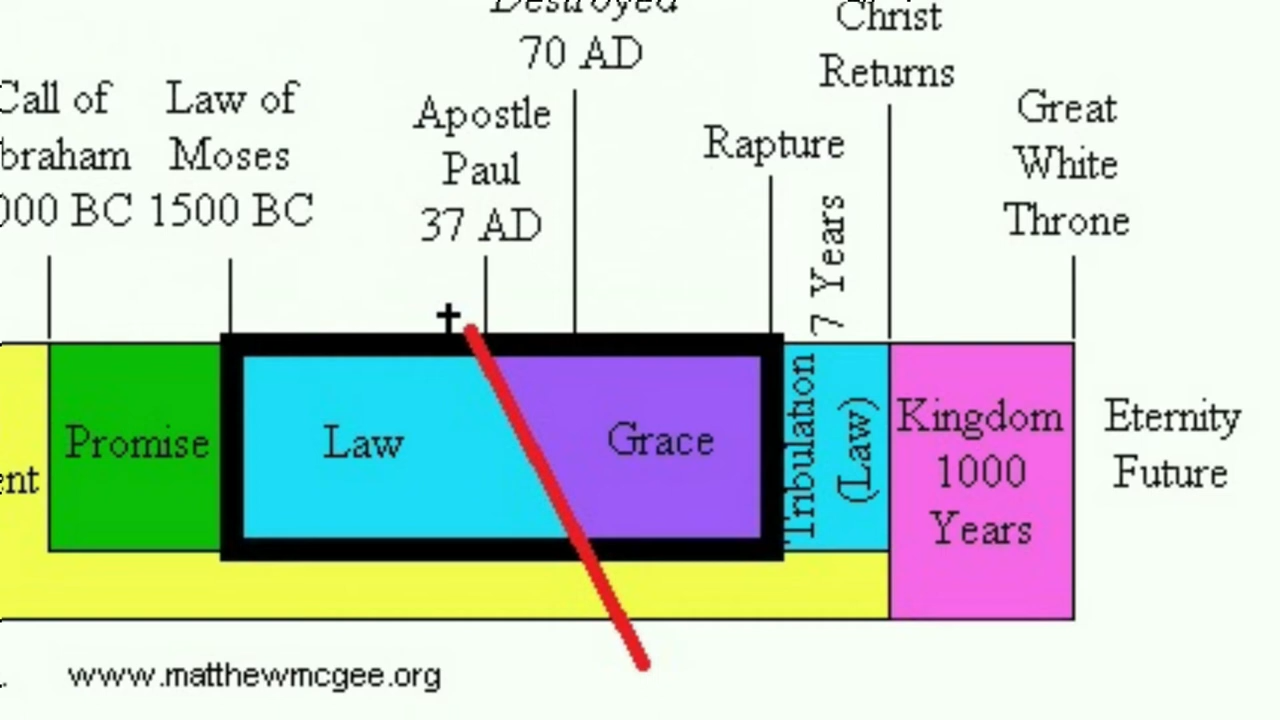 Destroyed
70 AD
Christ
Returns
Call of
braham
000 BC
Law of
Moses
1500 BC
Apostle
Paul
37 AD
Rapture
7 Years
Great
White
Throne
ent
Promise
Law
Grace
Tribulation
(Law)
Kingdom
1000
Years
Eternity
Future
www.matthewmcgee.org